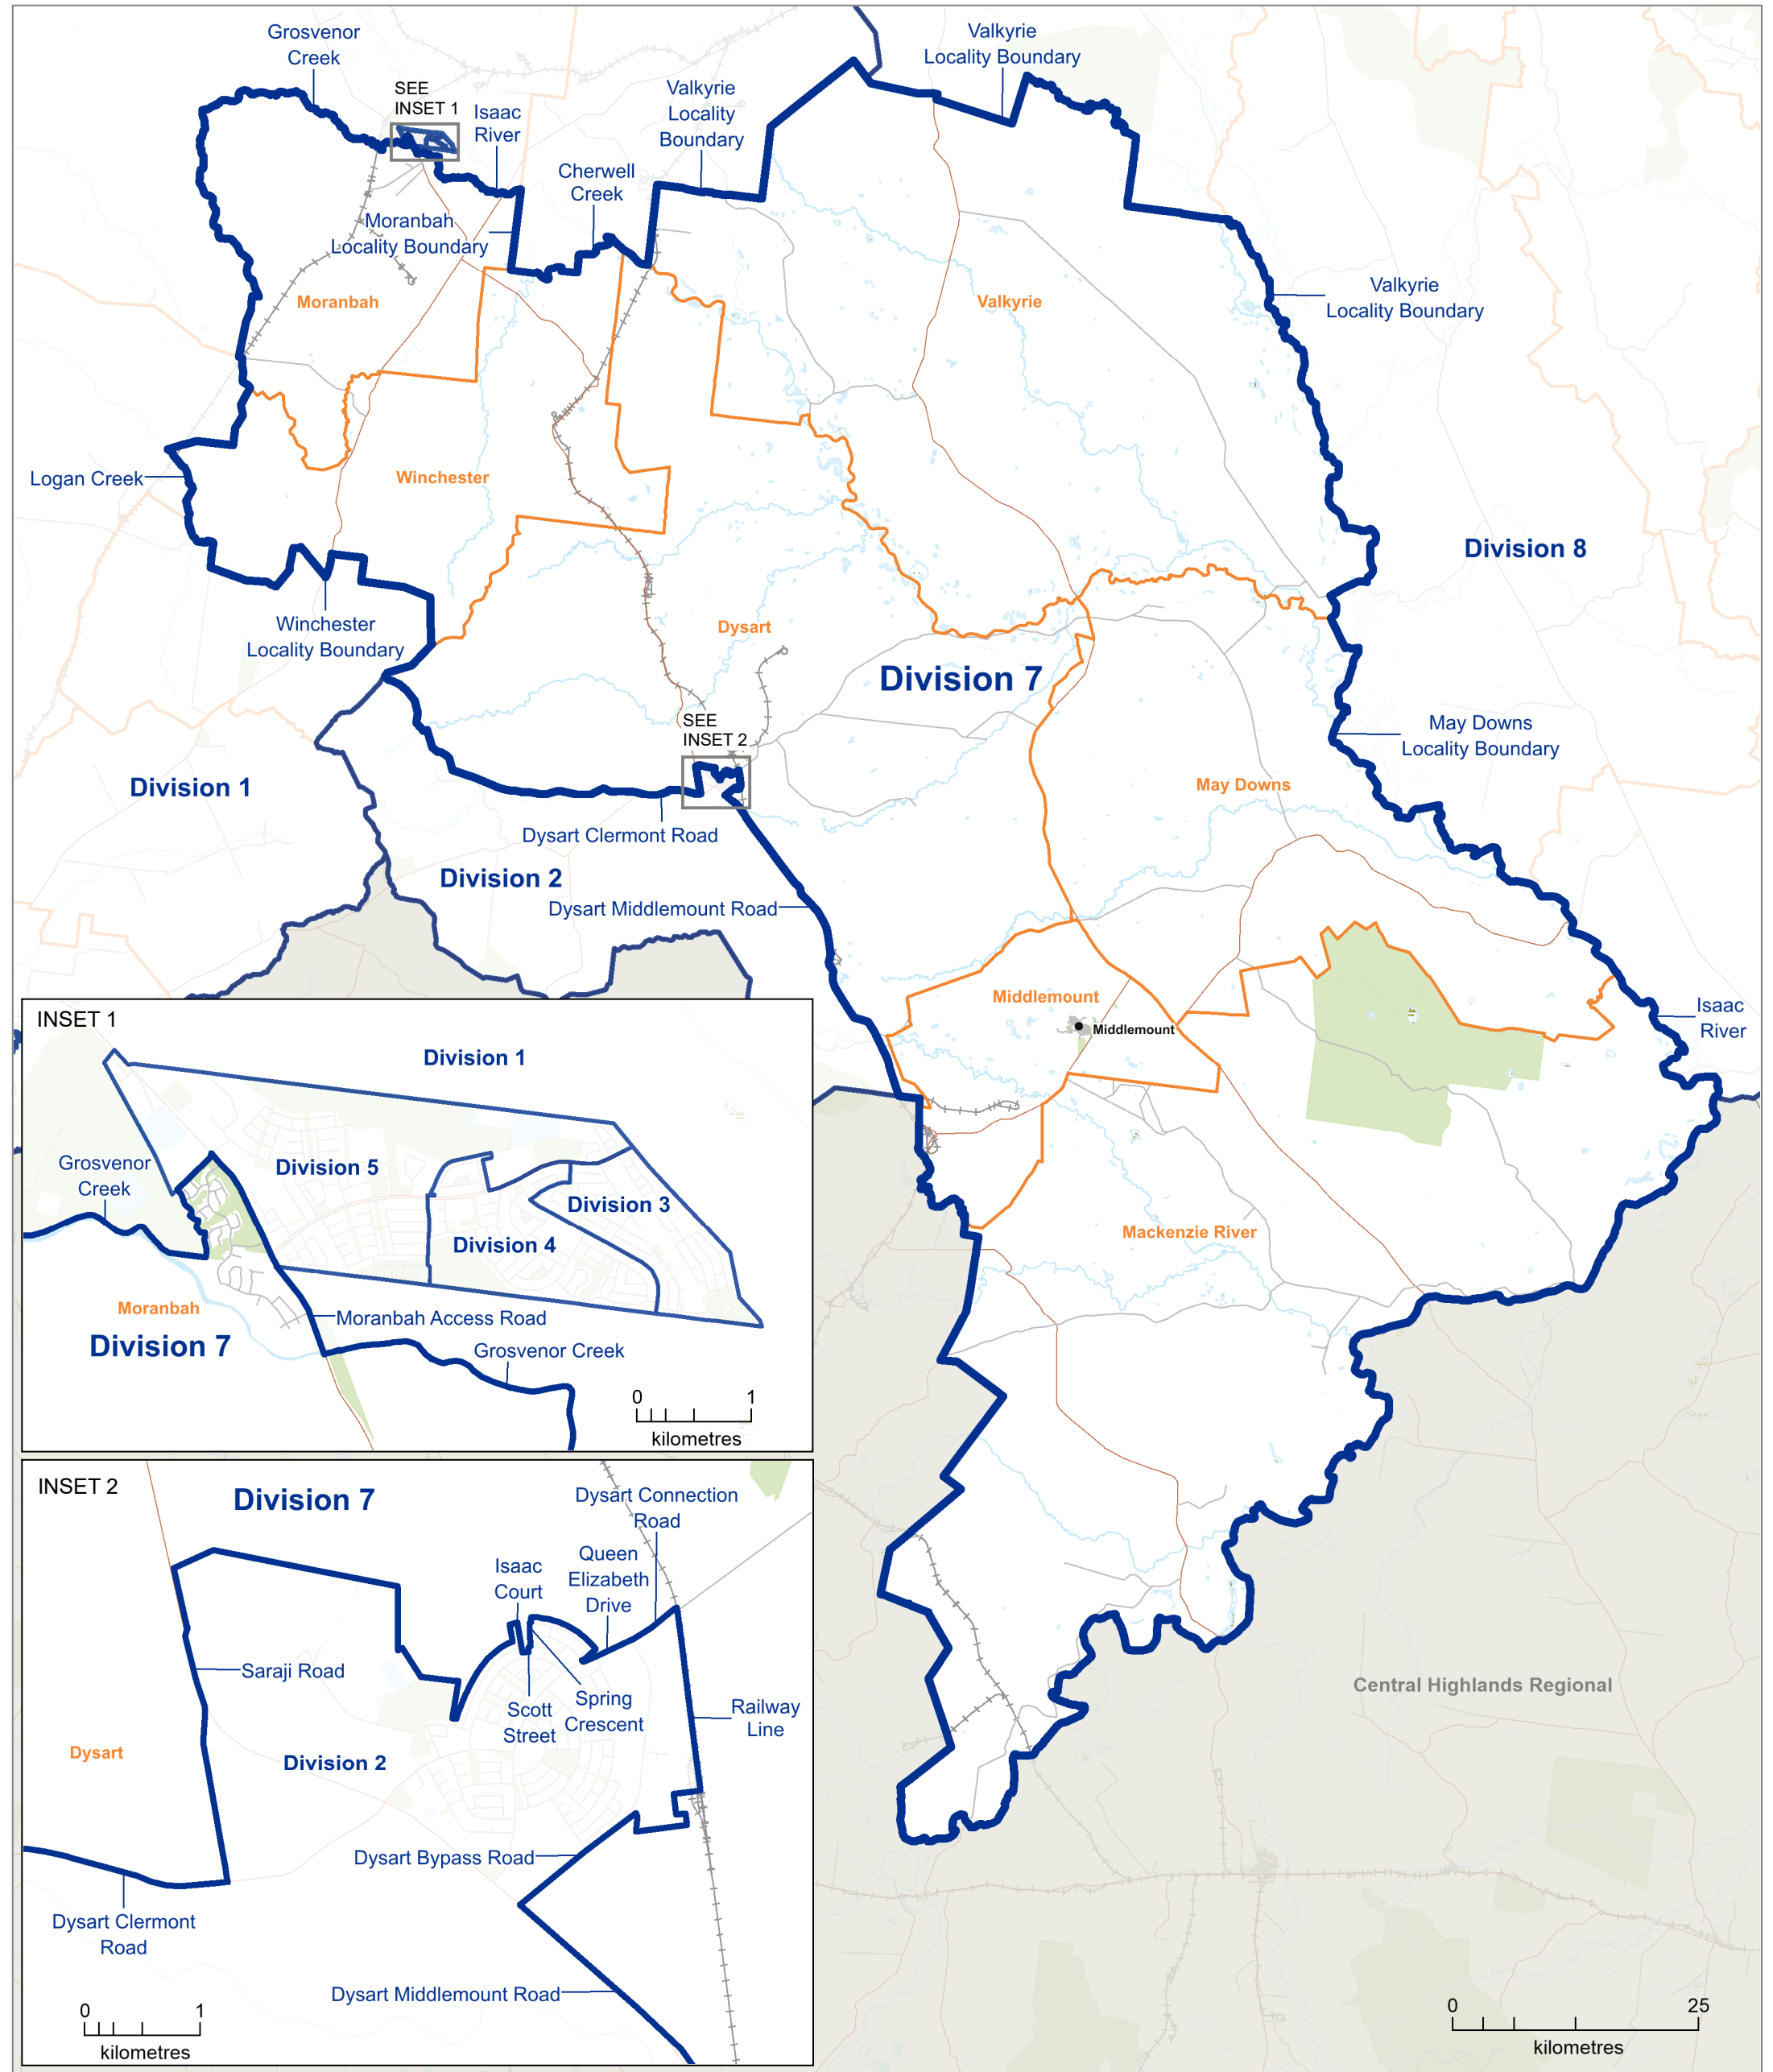 Grosvenor
Creek
SEE
INSET 1
Isaac
River
Valkyrie
Locality
Boundary
Valkyrie
Locality Boundary
Cherwell
Creek
Moranbah
Locality Boundary
Moranbah
Valkyrie
Valkyrie
Locality Boundary
Logan Creek
Winchester
Division 8
Winchester
Locality Boundary
Dysart
Division 7
SEE
INSET 2
May Downs
Locality Boundary
Division 1
May Downs
Dysart Clermont Road
Division 2
Dysart Middlemount Road
Middlemount
Middlemount
Isaac
River
Mackenzie River
Central Highlands Regional
0 25
kilometres
INSET 1
Division 1
Grosvenor
Creek
Division 5
Division 3
Division 4
Moranbah
Division 7
Moranbah Access Road
Grosvenor Creek
0 1
kilometres
INSET 2
Division 7
Dysart Connection
Road
Isaac
Court
Queen
Elizabeth
Drive
Saraji Road
Scott
Street
Spring
Crescent
Railway
Line
Dysart
Division 2
Dysart Bypass Road
Dysart Clermont
Road
Dysart Middlemount Road
0 1
kilometres